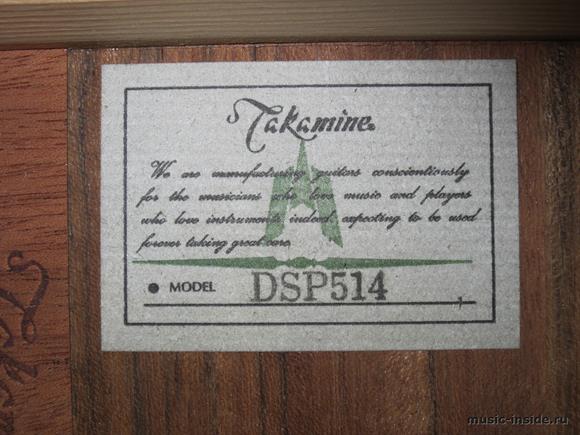 Takamine
We are manufacturing guitars conscientiously
for the musicians who love music and players
who love instruments indeed, expecting to be used
forever taking great care.
● MODEL DSP514
music-inside.ru